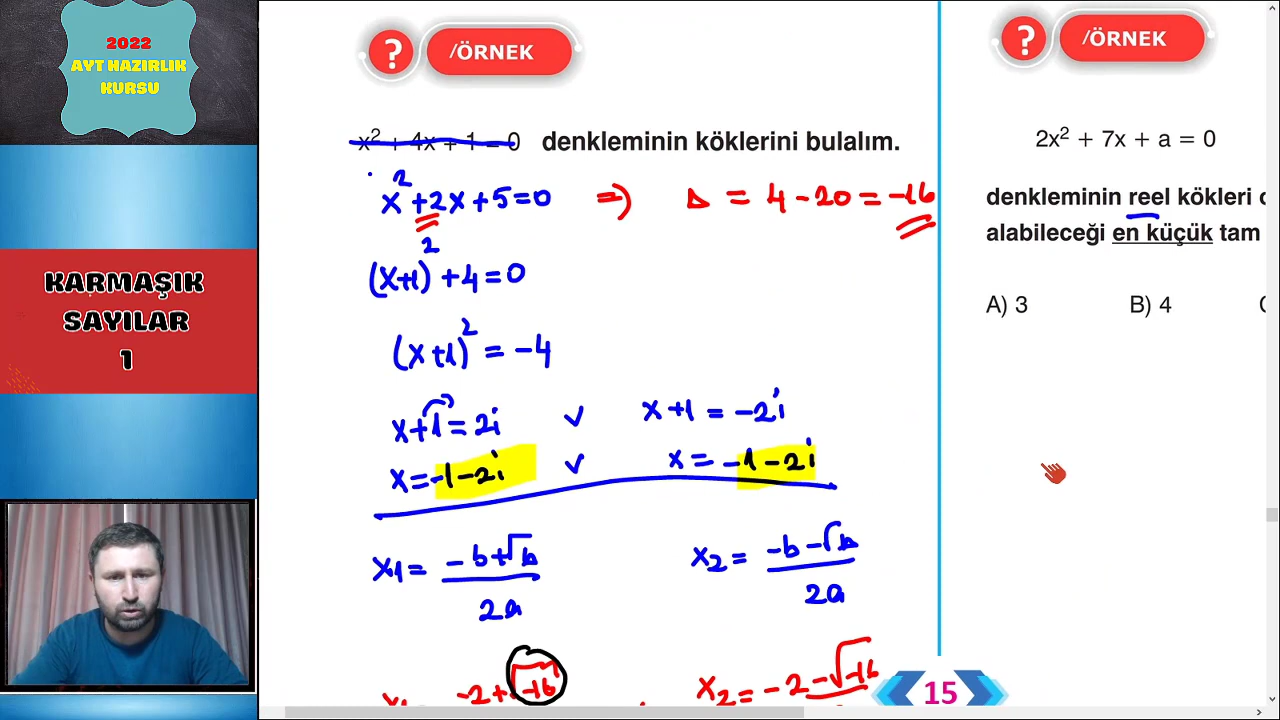 2022
AYT HAZIRLIK
KURSU
KARMAŞIK
SAYILAR
1
? /ÖRNEK
x² + 4x + 1 = 0 denkleminin köklerini bulalım.
x²+2x+5=0 => Δ = 4-20=-16
(x+1)²+4=0
(x+1)² = -4
x+1=2i v x+1=-2i
x=-1-2i v x=-1-2i
x1= -b+√Δ / 2a x2= -b-√Δ / 2a
-2+√-16 x2= -2-√-16
15
? /ÖRNEK
2x² + 7x + a = 0
denkleminin reel kökleri
alabileceği en küçük tam
A) 3 B) 4